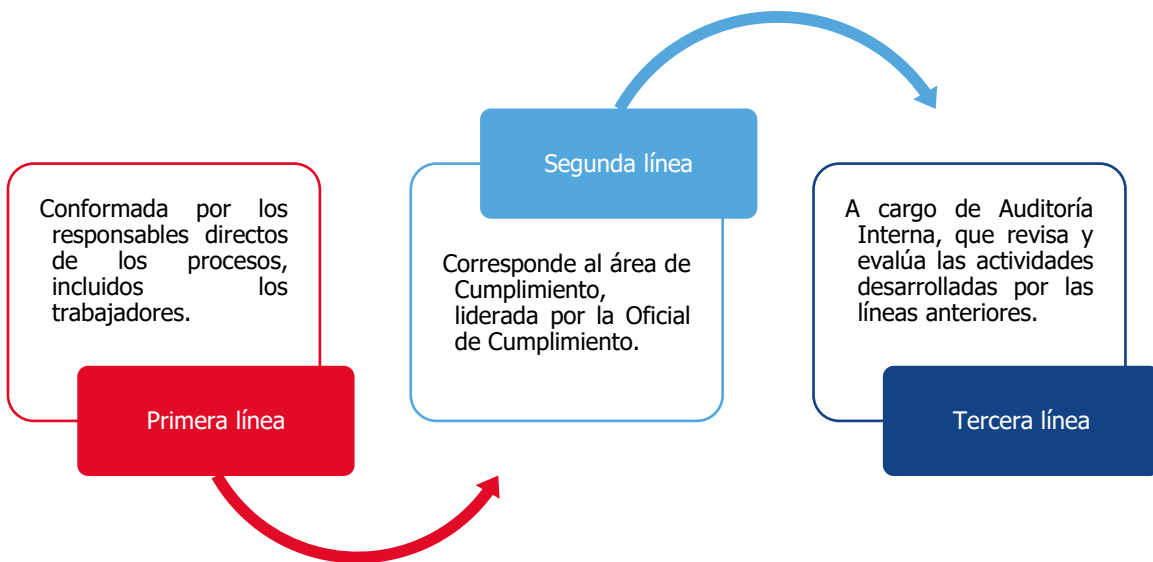 Conformada por los
responsables directos
de los procesos,
incluidos los
trabajadores.
Primera línea
Segunda línea
Corresponde al área de
Cumplimiento,
liderada por la Oficial
de Cumplimiento.
A cargo de Auditoría
Interna, que revisa y
evalúa las actividades
desarrolladas por las
líneas anteriores.
Tercera línea